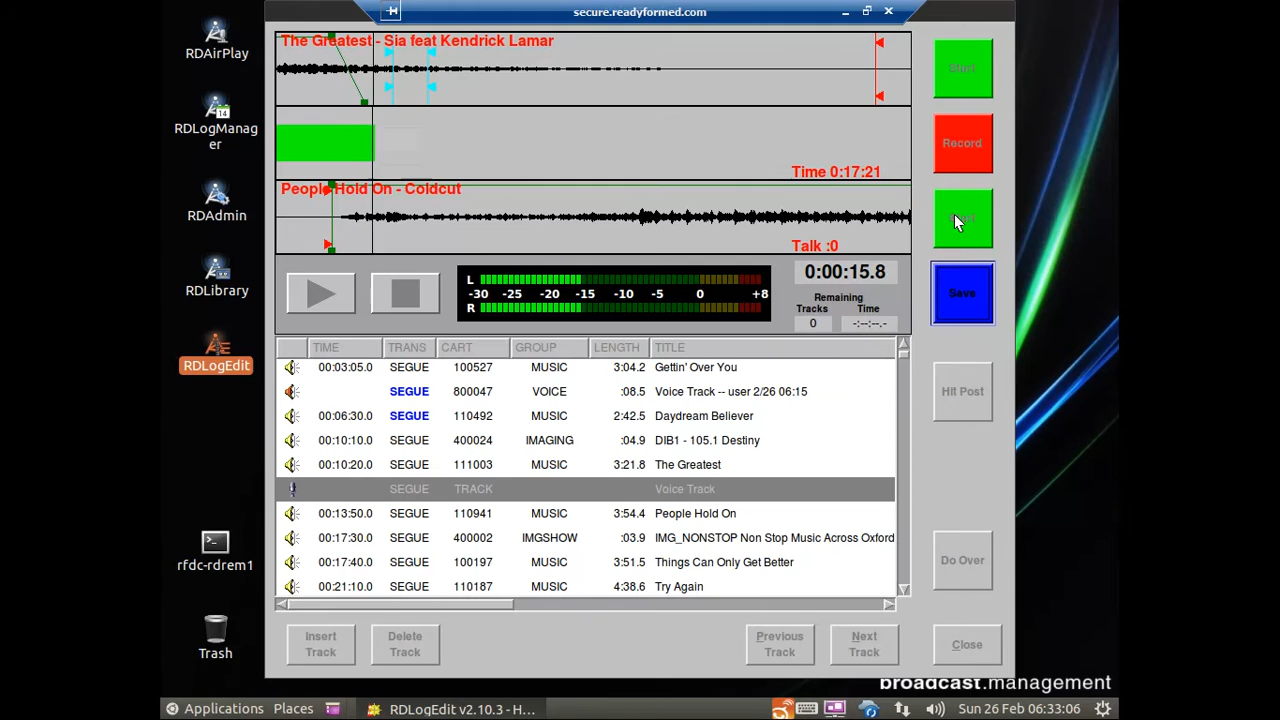 secure.readyformed.com
RDAirPlay
14
RDLogManag
er
RDAdmin
RDLibrary
RDLogEdit
rfdc-rdrem1
Trash
The Greatest - Sia feat Kendrick Lamar
Time 0:17:21
People Hold On - Coldcut
Talk :0
Start
Record
Save
Hit Post
Do Over
Close
L
-30 -25 -20 -15 -10 -5 0 +8
R
0:00:15.8
Remaining
Tracks Time
0 -:--:--.-
TIME TRANS CART GROUP LENGTH TITLE
00:03:05.0 SEGUE 100527 MUSIC 3:04.2 Gettin' Over You
SEGUE 800047 VOICE :08.5 Voice Track -- user 2/26 06:15
00:06:30.0 SEGUE 110492 MUSIC 2:42.5 Daydream Believer
00:10:10.0 SEGUE 400024 IMAGING :04.9 DIB1 - 105.1 Destiny
00:10:20.0 SEGUE 111003 MUSIC 3:21.8 The Greatest
SEGUE TRACK Voice Track
00:13:50.0 SEGUE 110941 MUSIC 3:54.4 People Hold On
00:17:30.0 SEGUE 400002 IMGSHOW :03.9 IMG_NONSTOP Non Stop Music Across Oxford
00:17:40.0 SEGUE 100197 MUSIC 3:51.5 Things Can Only Get Better
00:21:10.0 SEGUE 110187 MUSIC 4:38.6 Try Again
Insert
Track
Delete
Track
Previous
Track
Next
Track
broadcast.management
Applications Places RDLogEdit v2.10.3 - H... Sun 26 Feb 06:33:06